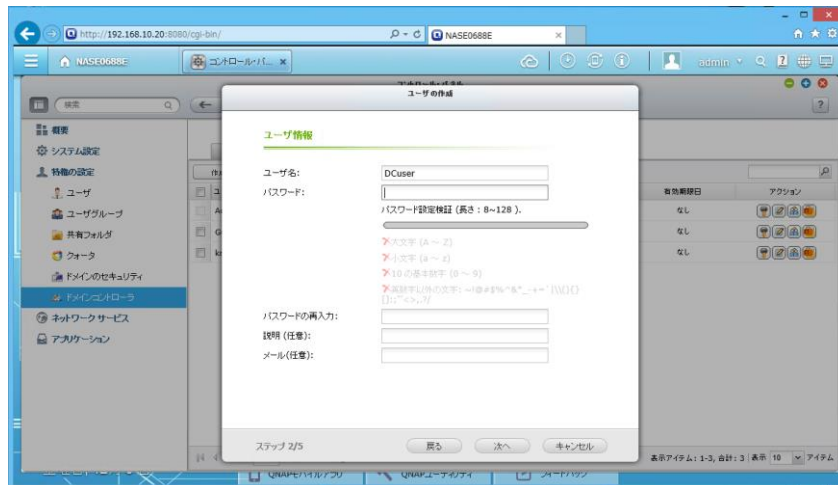 http://192.168.10.20:8080/cgi-bin/
NASE0688E
NASE0688E
コントロール・パ...
admin
コントロール・パネル
ユーザの作成
検索
概要
システム設定
特権の設定
ユーザ
ユーザグループ
共有フォルダ
クォータ
ドメインのセキュリティ
ドメインコントローラ
ネットワーク サービス
アプリケーション
ユーザ情報
ユーザ名:
DCuser
パスワード:
パスワード設定検証 (長さ : 8~128 ).
大文字 (A ~ Z)
小文字 (a ~ z)
10 の基本数字 (0 ~ 9)
パスワードの再入力:
説明 (任意):
メール(任意):
ステップ 2/5
戻る
次へ
キャンセル
有効期限日
アクション
なし
なし
なし
表示アイテム: 1-3, 合計: 3
表示 10
アイテム
QNAPモバイルアプリ
QNAPユーティリティ
フィードバック